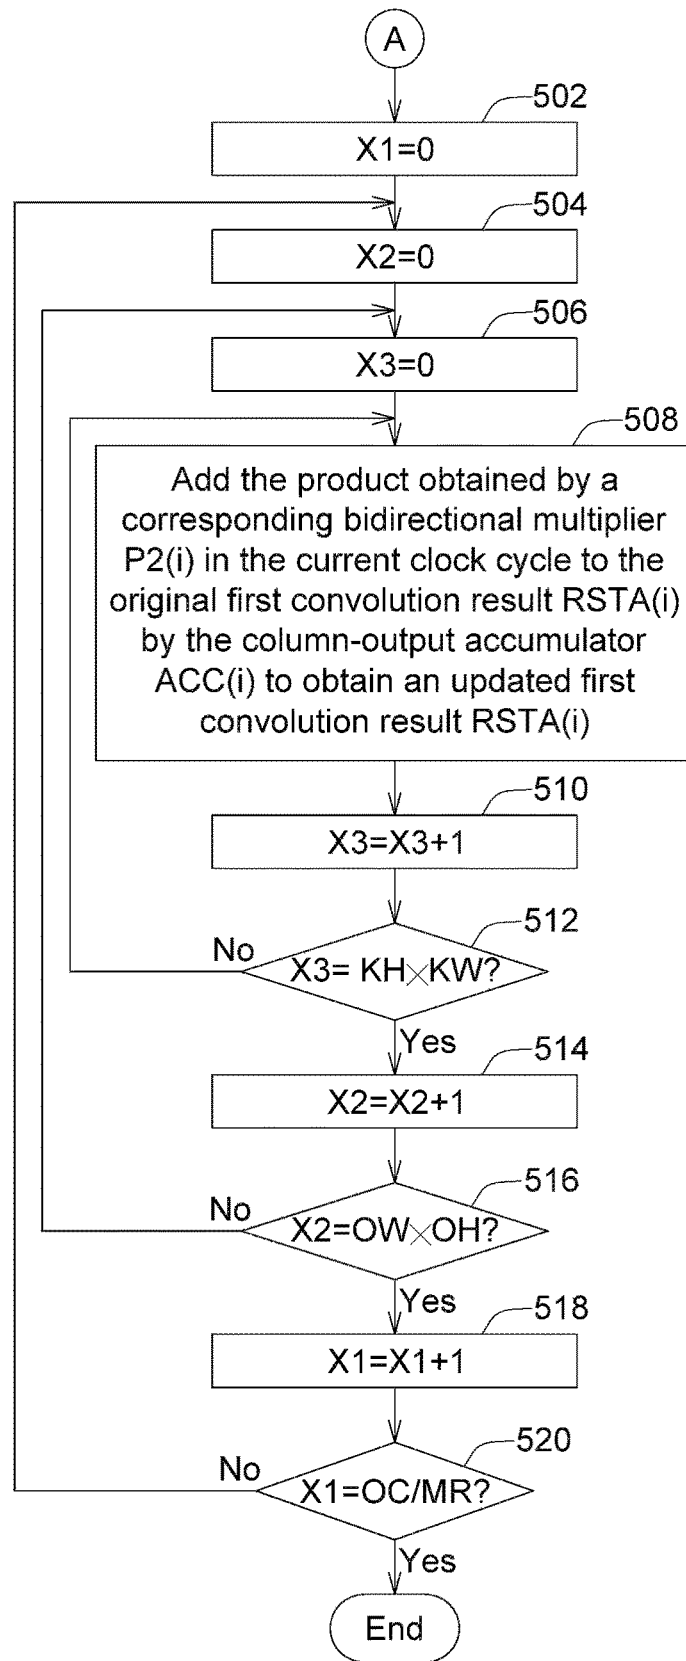 A
502
X1=0
504
X2=0
506
X3=0
508
Add the product obtained by a
corresponding bidirectional multiplier
P2(i) in the current clock cycle to the
original first convolution result RSTA(i)
by the column-output accumulator
ACC(i) to obtain an updated first
convolution result RSTA(i)
510
X3=X3+1
512
No
X3= KH×KW?
Yes
514
X2=X2+1
516
No
X2=OW×OH?
Yes
518
X1=X1+1
520
No
X1=OC/MR?
Yes
End